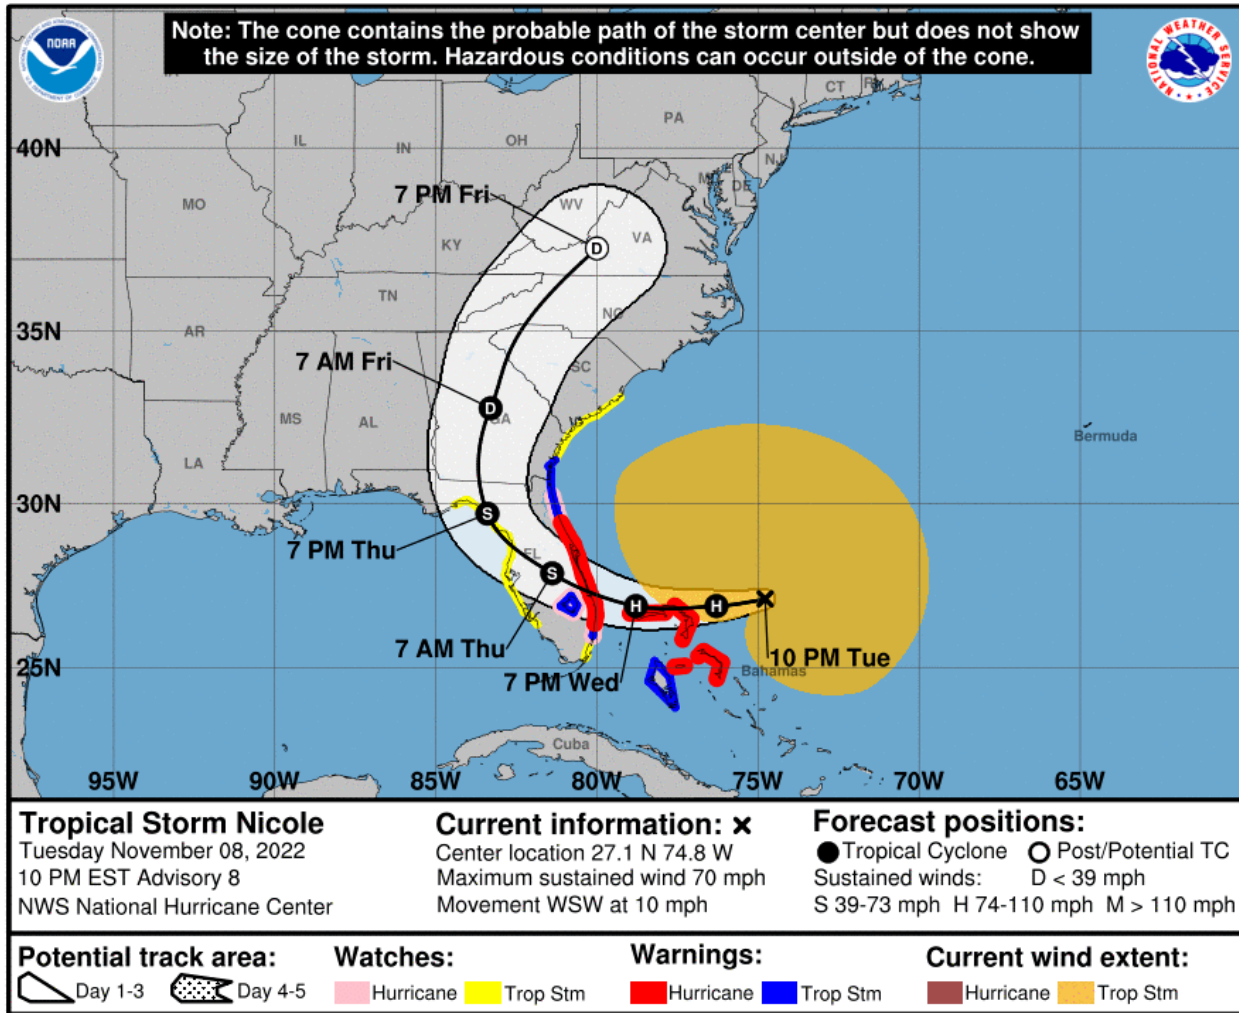 Note: The cone contains the probable path of the storm center but does not show
the size of the storm. Hazardous conditions can occur outside of the cone.
NOAA
NATIONAL WEATHER SERVICE
CT
PA
40N
IL
IN
OH
NJ
DE
7 PM Fri
MO
WV
KY
VA
D
TN
NC
35N
AR
7 AM Fri
SC
D
MS
AL
GA
Bermuda
LA
30N
S
7 PM Thu
FL
S
H
H
7 AM Thu
10 PM Tue
25N
7 PM Wed
Bahamas
Cuba
95W
90W
85W
80W
75W
70W
65W
Tropical Storm Nicole
Tuesday November 08, 2022
10 PM EST Advisory 8
NWS National Hurricane Center
Current information: x
Center location 27.1 N 74.8 W
Maximum sustained wind 70 mph
Movement WSW at 10 mph
Forecast positions:
Tropical Cyclone Post/Potential TC
Sustained winds: D < 39 mph
S 39-73 mph H 74-110 mph M > 110 mph
Potential track area:
Day 1-3 Day 4-5
Watches:
Hurricane Trop Stm
Warnings:
Hurricane Trop Stm
Current wind extent:
Hurricane Trop Stm